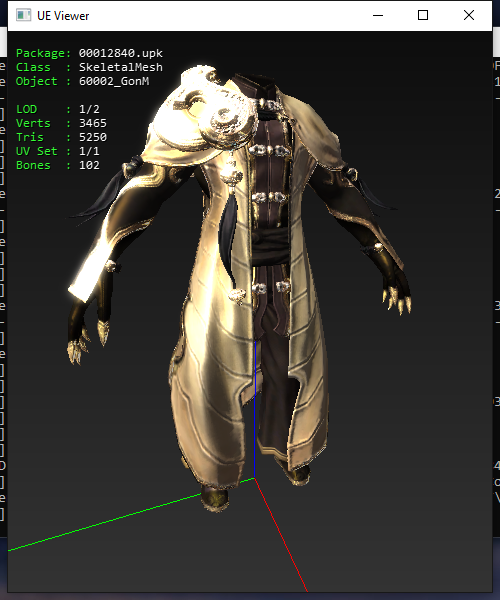 UE Viewer
Package: 00012840.upk
Class  : SkeletalMesh
Object : 60002_GonM
LOD    : 1/2
Verts  : 3465
Tris   : 5250
UV Set : 1/1
Bones  : 102